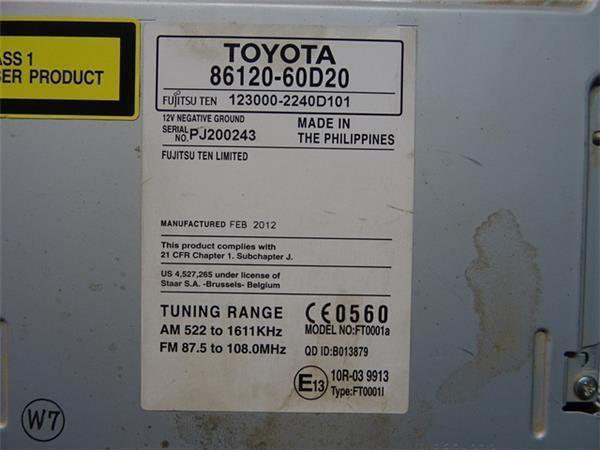 ASS 1
SER PRODUCT
TOYOTA
86120-60D20
FUJITSU TEN 123000-2240D101
12V NEGATIVE GROUND
SERIAL NO. PJ200243
MADE IN
THE PHILIPPINES
FUJITSU TEN LIMITED
MANUFACTURED FEB 2012
This product complies with
21 CFR Chapter 1. Subchapter J.
US 4,527,265 under license of
Staar S.A. -Brussels- Belgium
TUNING RANGE
AM 522 to 1611KHz
FM 87.5 to 108.0MHz
CE0560
MODEL NO:FT0001a
QD ID:B013879
E13
10R-03 9913
Type:FT0001I
W7